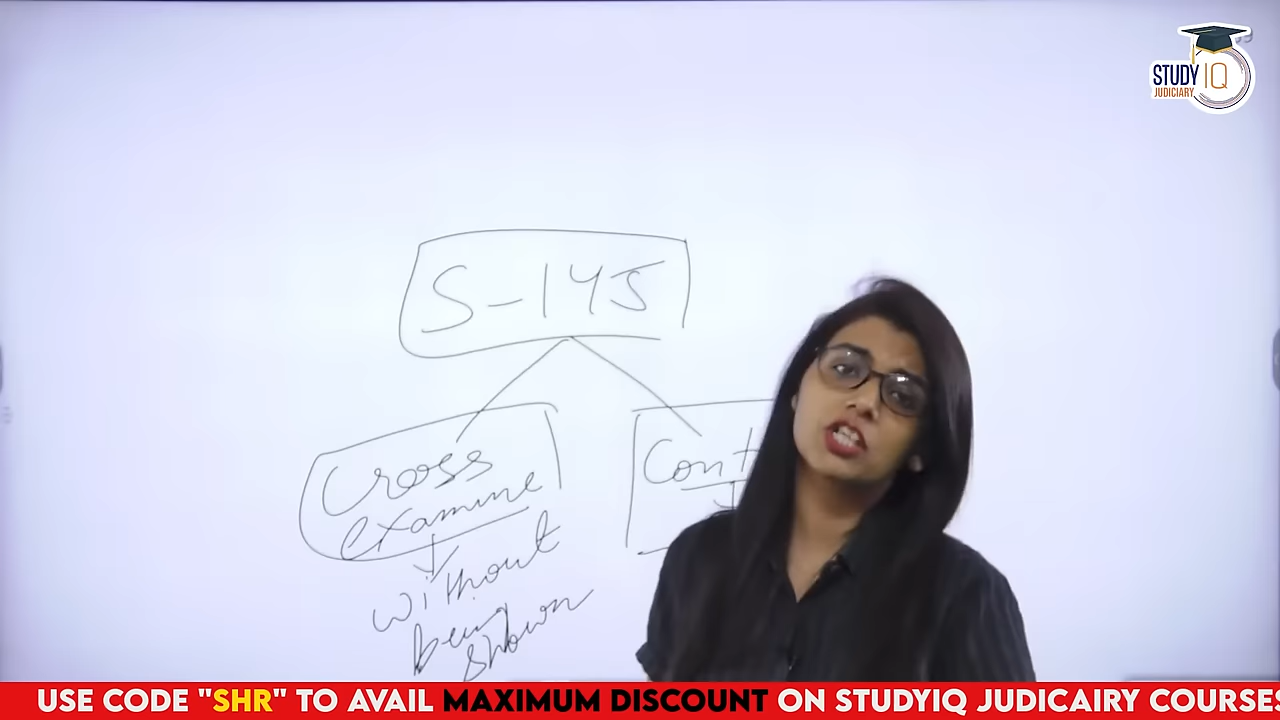 STUDY IQ
JUDICIARY
S-145
Cross
examine
without
being
shown
Cont
USE CODE "SHR" TO AVAIL MAXIMUM DISCOUNT ON STUDYIQ JUDICAIRY COURSES